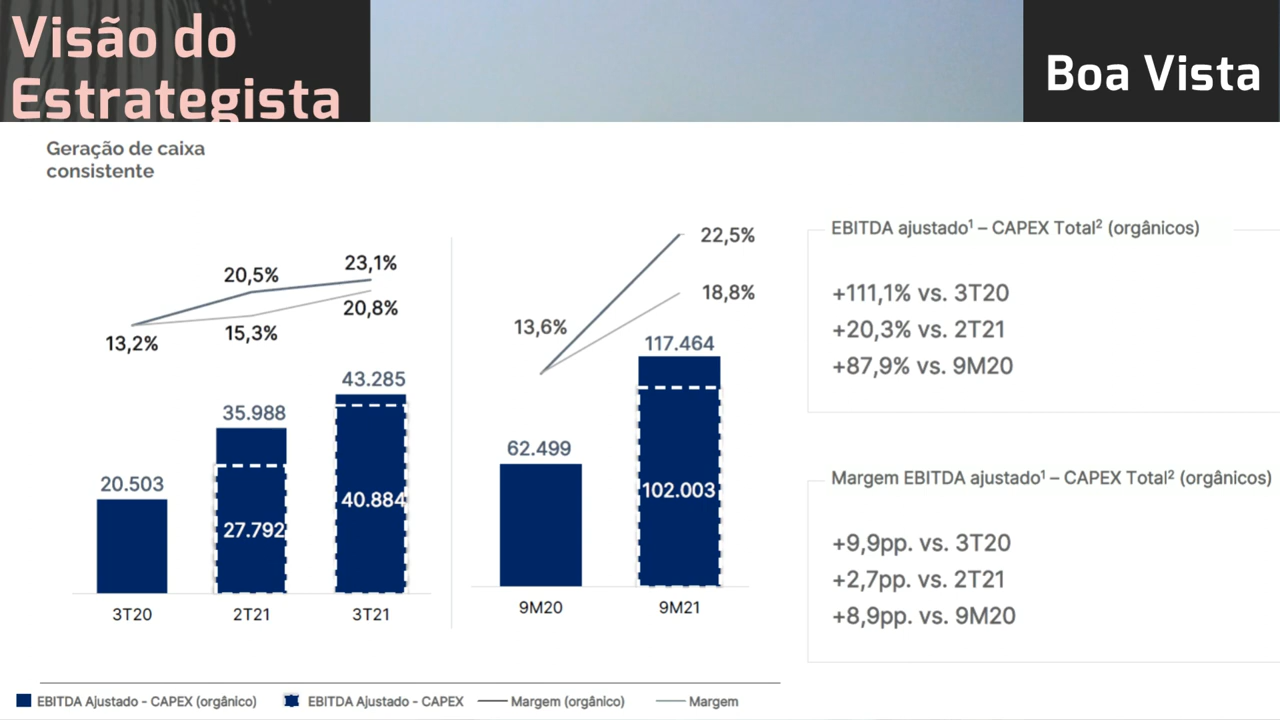 Visão do
Estrategista
Boa Vista
Geração de caixa
consistente
20,5%
23,1%
13,2%
15,3%
20,8%
20.503
35.988
27.792
43.285
40.884
3T20
2T21
3T21
22,5%
18,8%
13,6%
117.464
62.499
102.003
9M20
9M21
EBITDA Ajustado - CAPEX (orgânico)
EBITDA Ajustado - CAPEX
Margem (orgânico)
Margem
EBITDA ajustado¹ – CAPEX Total² (orgânicos)
+111,1% vs. 3T20
+20,3% vs. 2T21
+87,9% vs. 9M20
Margem EBITDA ajustado¹ – CAPEX Total² (orgânicos)
+9,9pp. vs. 3T20
+2,7pp. vs. 2T21
+8,9pp. vs. 9M20